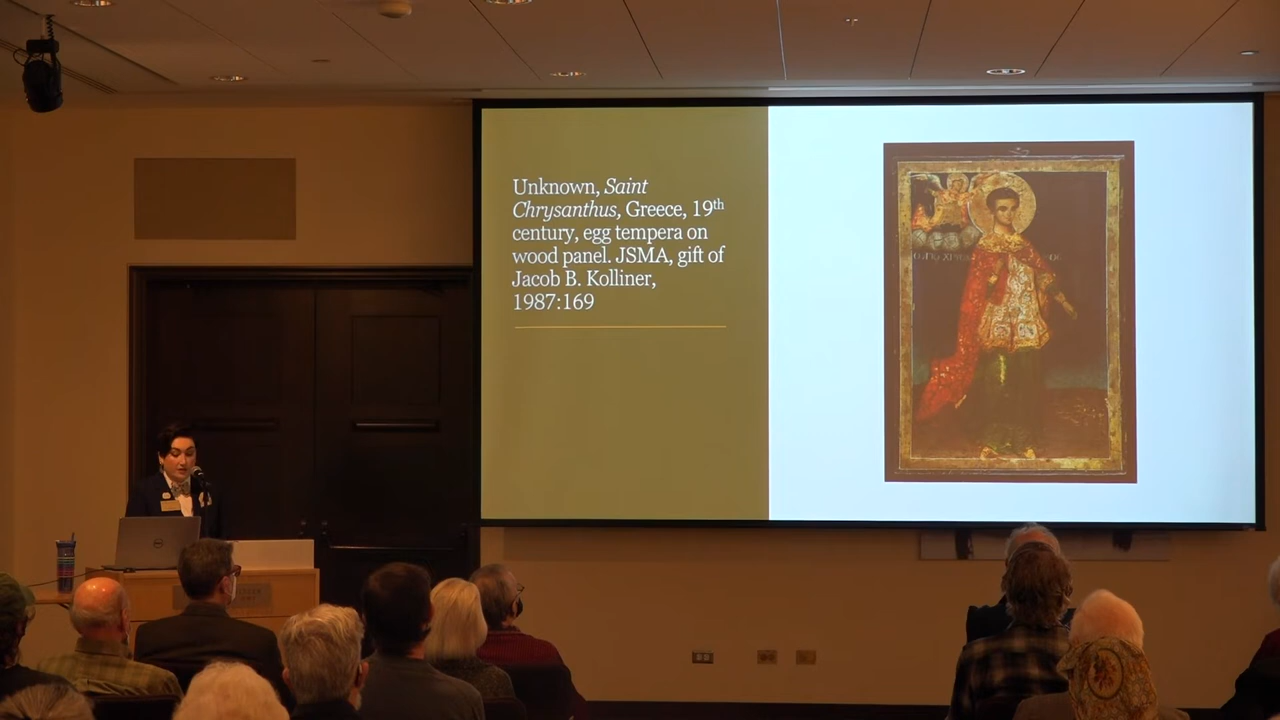 Unknown, Saint
Chrysanthus, Greece, 19th
century, egg tempera on
wood panel. JSMA, gift of
Jacob B. Kolliner,
1987:169